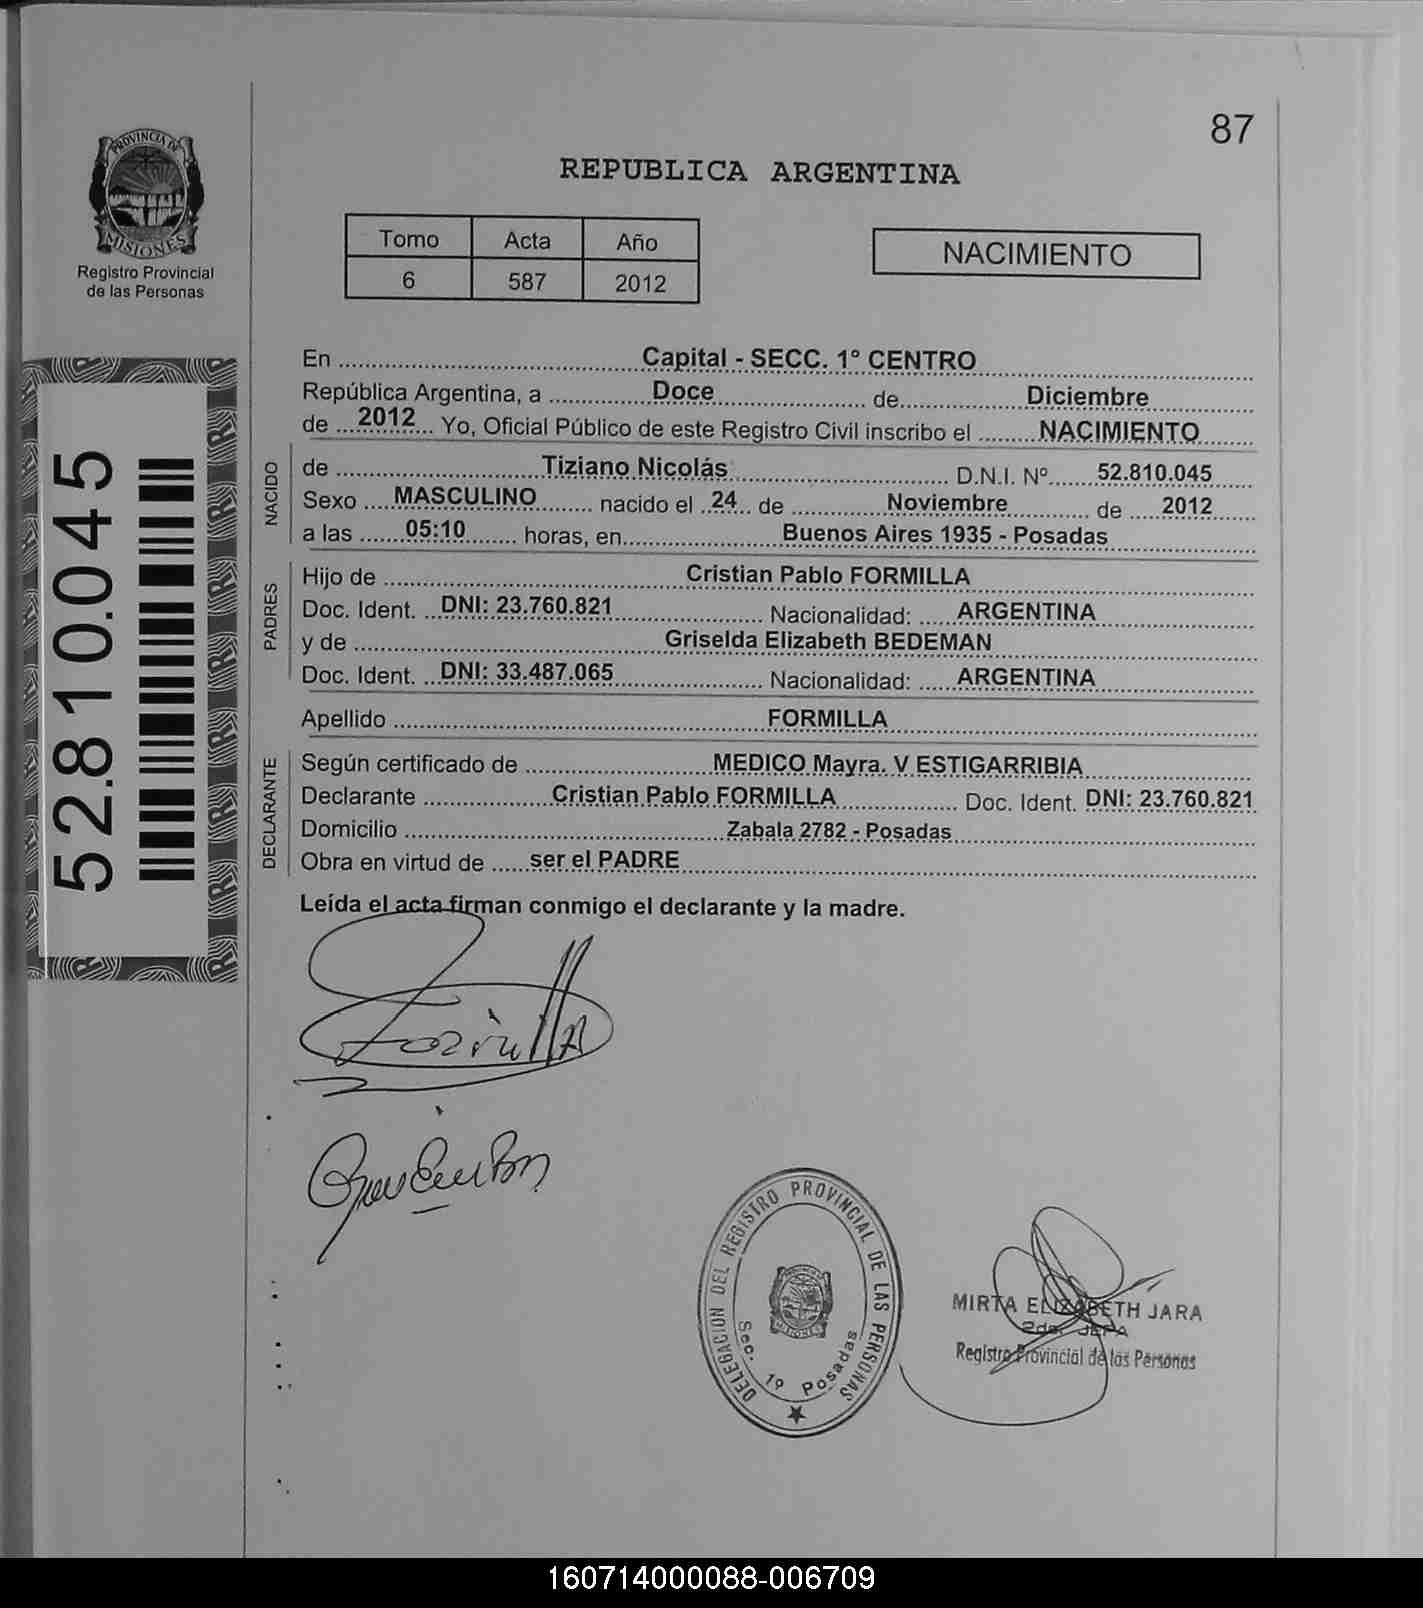 87
PROVINCIA DE
MISIONES
Registro Provincial
de las Personas
REPUBLICA ARGENTINA
Tomo Acta Año
6 587 2012
NACIMIENTO
52.810.045
En Capital - SECC. 1° CENTRO
República Argentina, a Doce de Diciembre
de 2012 Yo, Oficial Público de este Registro Civil inscribo el NACIMIENTO
NACIDO
de Tiziano Nicolás D.N.I. Nº 52.810.045
Sexo MASCULINO nacido el 24 de Noviembre de 2012
a las 05:10 horas, en Buenos Aires 1935 - Posadas
PADRES
Hijo de Cristian Pablo FORMILLA
Doc. Ident. DNI: 23.760.821 Nacionalidad: ARGENTINA
y de Griselda Elizabeth BEDEMAN
Doc. Ident. DNI: 33.487.065 Nacionalidad: ARGENTINA
Apellido FORMILLA
DECLARANTE
Según certificado de MEDICO Mayra. V ESTIGARRIBIA
Declarante Cristian Pablo FORMILLA Doc. Ident. DNI: 23.760.821
Domicilio Zabala 2782 - Posadas
Obra en virtud de ser el PADRE
Leída el acta firman conmigo el declarante y la madre.
DELEGACION DEL REGISTRO PROVINCIAL DE LAS PERSONAS
Sec. 1º Posadas
MISIONES
MIRTA ELIZABETH JARA
2da. JEFA
Registro Provincial de las Personas
160714000088-006709